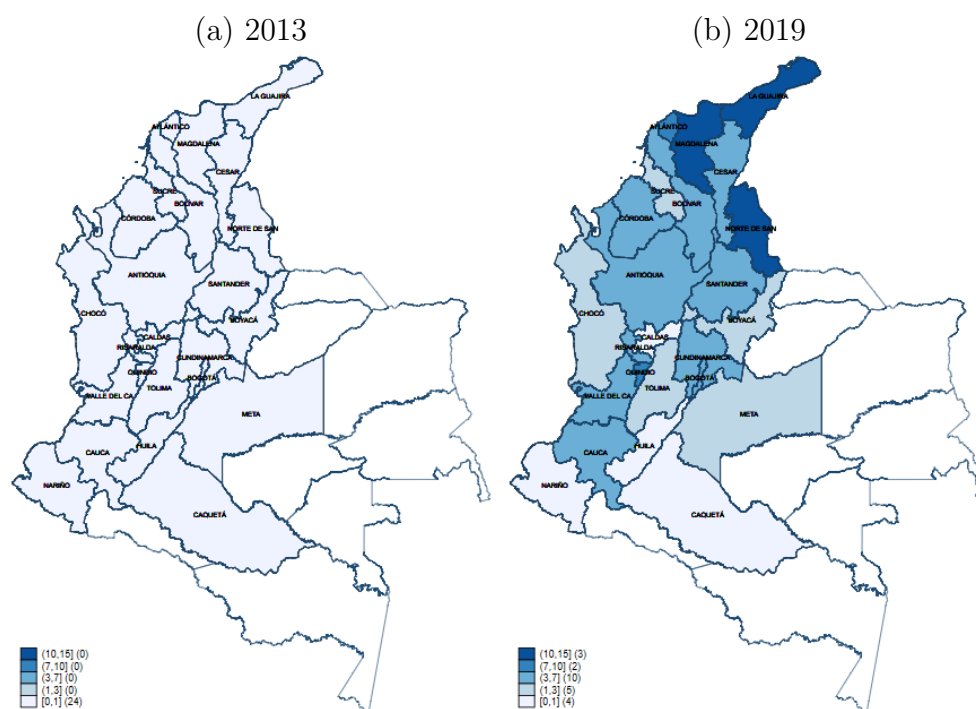 (a) 2013
LA GUAJIRA
ATLÁNTICO
MAGDALENA
CESAR
SUCRE
BOLÍVAR
CÓRDOBA
NORTE DE SAN
ANTIOQUIA
SANTANDER
CHOCÓ
BOYACÁ
CALDAS
RISARALDA
CUNDINAMARCA
QUINDIO
BOGOTÁ
TOLIMA
VALLE DEL CA
META
HUILA
CAUCA
NARIÑO
CAQUETÁ
(10,15] (0)
(7,10] (0)
(3,7] (0)
(1,3] (0)
[0,1] (24)
(b) 2019
LA GUAJIRA
ATLÁNTICO
MAGDALENA
CESAR
SUCRE
BOLÍVAR
CÓRDOBA
NORTE DE SAN
ANTIOQUIA
SANTANDER
CHOCÓ
BOYACÁ
CALDAS
RISARALDA
CUNDINAMARCA
QUINDIO
BOGOTÁ
TOLIMA
VALLE DEL CA
META
HUILA
CAUCA
NARIÑO
CAQUETÁ
(10,15] (3)
(7,10] (2)
(3,7] (10)
(1,3] (5)
[0,1] (4)